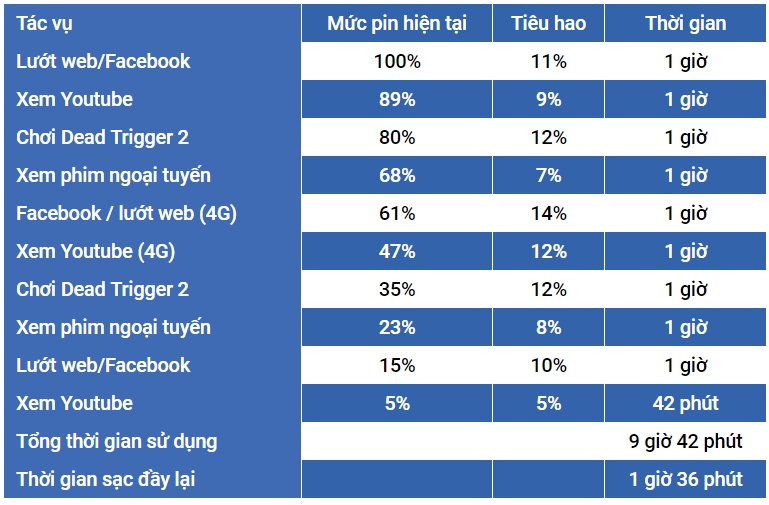 Tác vụ Mức pin hiện tại Tiêu hao Thời gian
Lướt web/Facebook 100% 11% 1 giờ
Xem Youtube 89% 9% 1 giờ
Chơi Dead Trigger 2 80% 12% 1 giờ
Xem phim ngoại tuyến 68% 7% 1 giờ
Facebook / lướt web (4G) 61% 14% 1 giờ
Xem Youtube (4G) 47% 12% 1 giờ
Chơi Dead Trigger 2 35% 12% 1 giờ
Xem phim ngoại tuyến 23% 8% 1 giờ
Lướt web/Facebook 15% 10% 1 giờ
Xem Youtube 5% 5% 42 phút
Tổng thời gian sử dụng 9 giờ 42 phút
Thời gian sạc đầy lại 1 giờ 36 phút